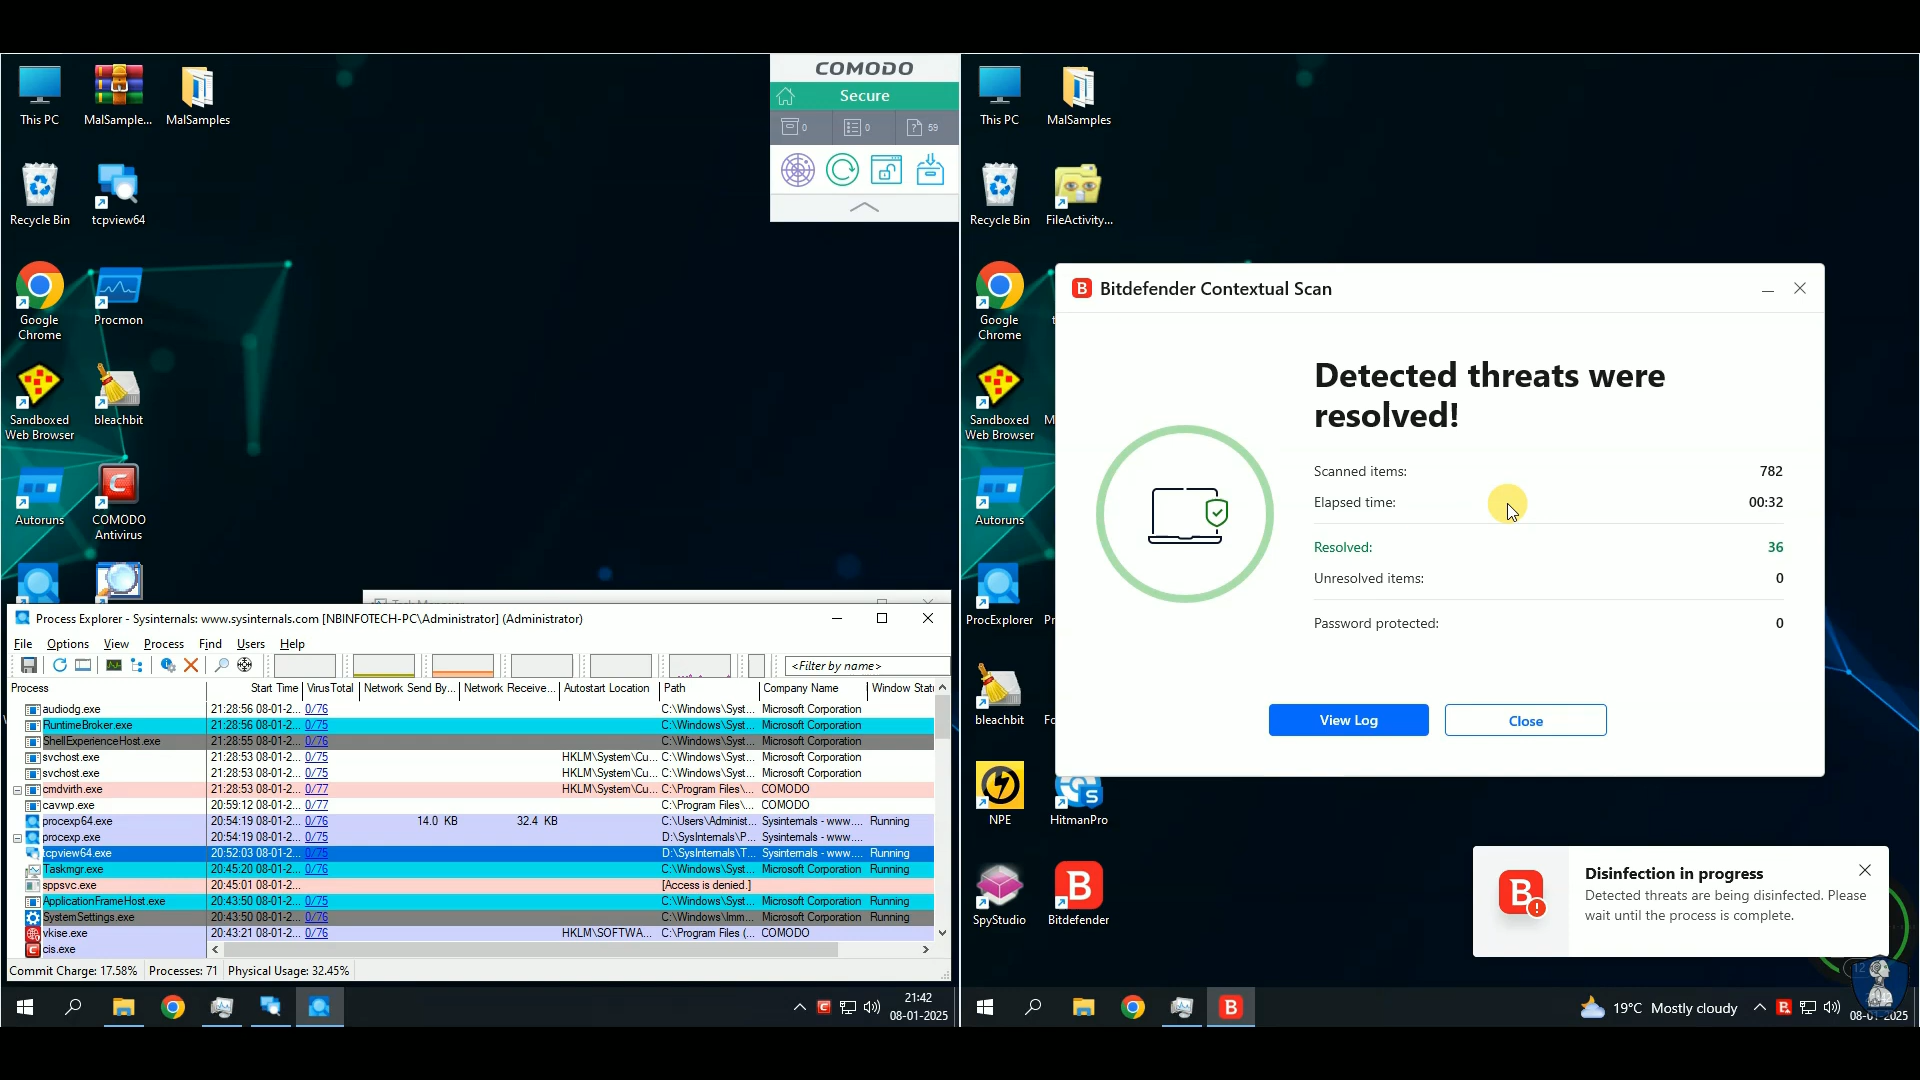 This PC
MalSample...
MalSamples
Recycle Bin
tcpview64
Google
Chrome
Procmon
Sandboxed
Web Browser
bleachbit
Autoruns
COMODO
Antivirus
COMODO
Secure
0
0
59
Process Explorer - Sysinternals: www.sysinternals.com [NBINFOTECH-PC\Administrator] (Administrator)
File Options View Process Find Users Help
<Filter by name>
Process Start Time VirusTotal Network Send By... Network Receive... Autostart Location Path Company Name Window Stat
audiodg.exe 21:28:56 08-01-2... 0/76 C:\Windows\Syst... Microsoft Corporation
RuntimeBroker.exe 21:28:56 08-01-2... 0/75 C:\Windows\Syst... Microsoft Corporation
ShellExperienceHost.exe 21:28:55 08-01-2... 0/76 C:\Windows\Syst... Microsoft Corporation
svchost.exe 21:28:53 08-01-2... 0/75 HKLM\System\Cu... C:\Windows\Syst... Microsoft Corporation
svchost.exe 21:28:53 08-01-2... 0/75 HKLM\System\Cu... C:\Windows\Syst... Microsoft Corporation
cmdvirth.exe 21:28:53 08-01-2... 0/77 HKLM\System\Cu... C:\Program Files\... COMODO
cavwp.exe 20:59:12 08-01-2... 0/77 C:\Program Files\... COMODO
procexp64.exe 20:54:19 08-01-2... 0/76 14.0 KB 32.4 KB C:\Users\Administ... Sysinternals - www.... Running
procexp.exe 20:54:19 08-01-2... 0/75 D:\SysInternals\P... Sysinternals - www....
tcpview64.exe 20:52:03 08-01-2... 0/75 D:\SysInternals\T... Sysinternals - www.... Running
Taskmgr.exe 20:45:20 08-01-2... 0/76 C:\Windows\Syst... Microsoft Corporation Running
sppsvc.exe 20:45:01 08-01-2... [Access is denied.]
ApplicationFrameHost.exe 20:43:50 08-01-2... 0/75 C:\Windows\Syst... Microsoft Corporation Running
SystemSettings.exe 20:43:50 08-01-2... 0/76 C:\Windows\Imm... Microsoft Corporation Running
vkise.exe 20:43:21 08-01-2... 0/76 HKLM\SOFTWA... C:\Program Files (... COMODO
cis.exe
Commit Charge: 17.58% Processes: 71 Physical Usage: 32.45%
21:42
08-01-2025
This PC
MalSamples
Recycle Bin
FileActivity...
Google
Chrome
Sandboxed
Web Browser
Autoruns
ProcExplorer
bleachbit
NPE
HitmanPro
SpyStudio
Bitdefender
B Bitdefender Contextual Scan
Detected threats were
resolved!
Scanned items: 782
Elapsed time: 00:32
Resolved: 36
Unresolved items: 0
Password protected: 0
View Log
Close
Disinfection in progress
Detected threats are being disinfected. Please
wait until the process is complete.
19°C Mostly cloudy
08-01-2025